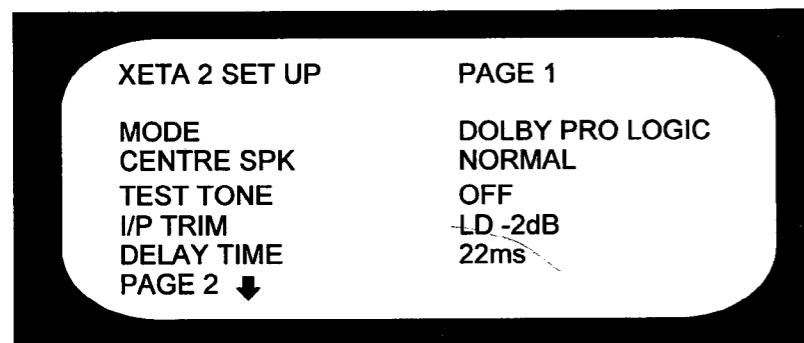 XETA 2 SET UP PAGE 1
MODE DOLBY PRO LOGIC
CENTRE SPK NORMAL
TEST TONE OFF
I/P TRIM LD -2dB
DELAY TIME 22ms
PAGE 2 ⬇